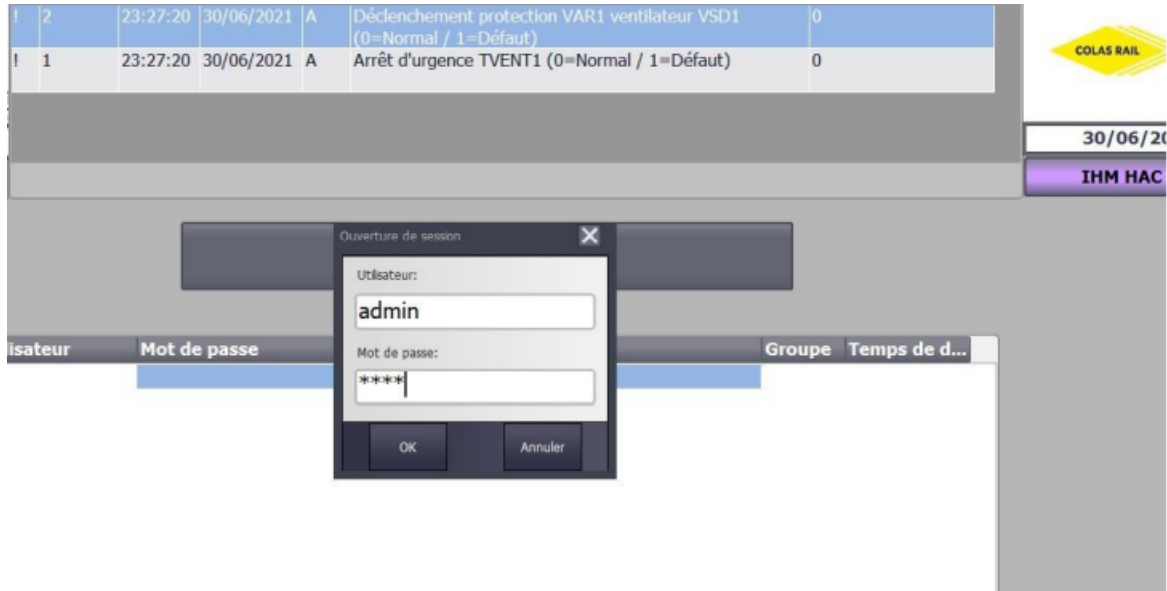 ! 2 23:27:20 30/06/2021 A Déclenchement protection VAR1 ventilateur VSD1 0
(0=Normal / 1=Défaut)
! 1 23:27:20 30/06/2021 A Arrêt d'urgence TVENT1 (0=Normal / 1=Défaut) 0
COLAS RAIL
30/06/20
IHM HAC
Ouverture de session
Utilisateur:
admin
Mot de passe:
****
OK Annuler
lisateur Mot de passe Groupe Temps de d...